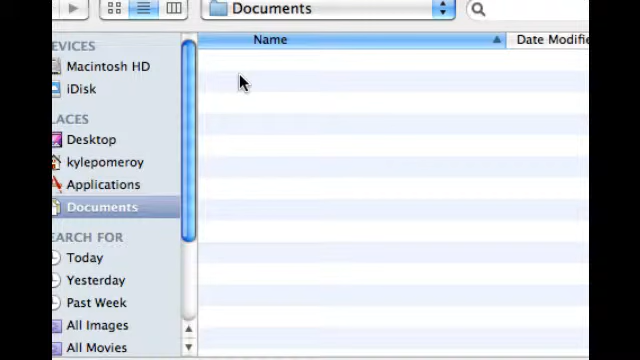 Documents
Name
Date Modifie
EVICES
Macintosh HD
iDisk
LACES
Desktop
kylepomeroy
Applications
Documents
EARCH FOR
Today
Yesterday
Past Week
All Images
All Movies